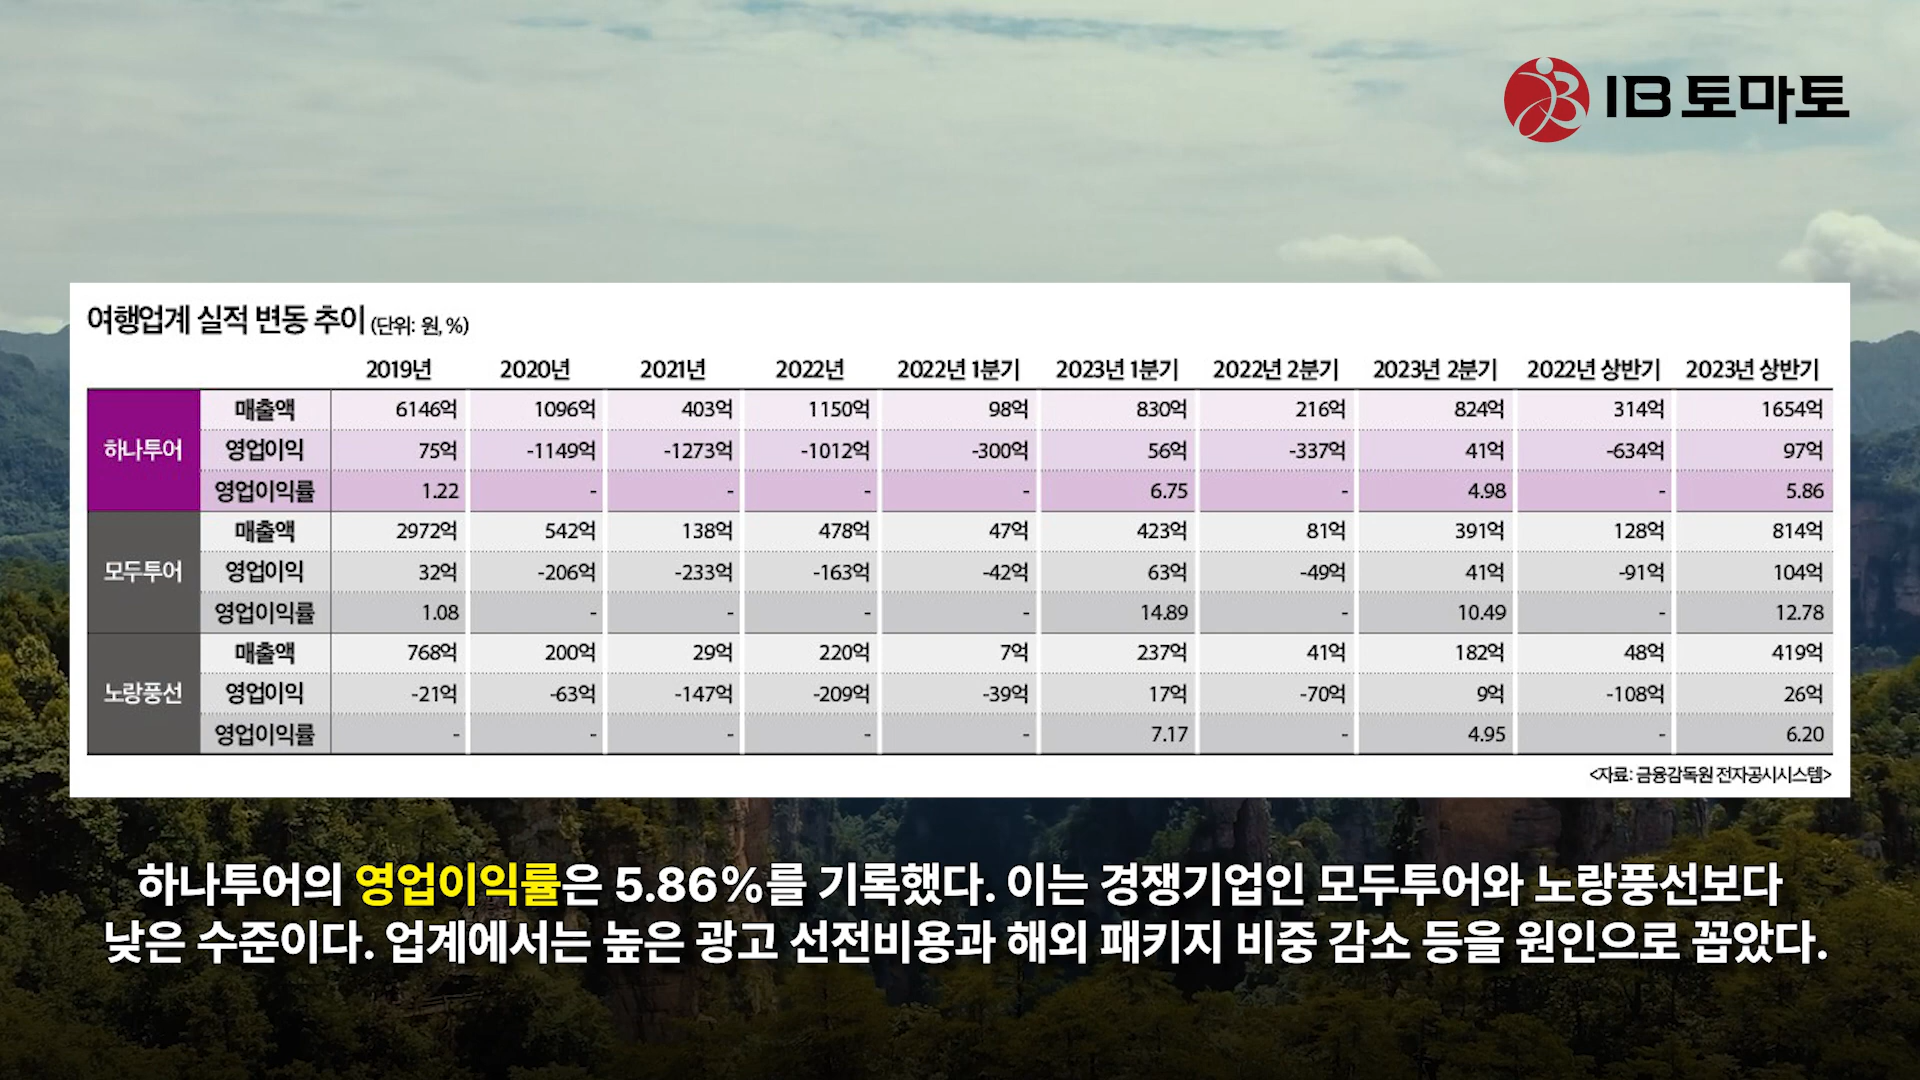 IB토마토
여행업계 실적 변동 추이 (단위: 원, %)
2019년 2020년 2021년 2022년 2022년 1분기 2023년 1분기 2022년 2분기 2023년 2분기 2022년 상반기 2023년 상반기
하나투어
매출액 6146억 1096억 403억 1150억 98억 830억 216억 824억 314억 1654억
영업이익 75억 -1149억 -1273억 -1012억 -300억 56억 -337억 41억 -634억 97억
영업이익률 1.22 - - - - 6.75 - 4.98 - 5.86
모두투어
매출액 2972억 542억 138억 478억 47억 423억 81억 391억 128억 814억
영업이익 32억 -206억 -233억 -163억 -42억 63억 -49억 41억 -91억 104억
영업이익률 1.08 - - - - 14.89 - 10.49 - 12.78
노랑풍선
매출액 768억 200억 29억 220억 7억 237억 41억 182억 48억 419억
영업이익 -21억 -63억 -147억 -209억 -39억 17억 -70억 9억 -108억 26억
영업이익률 - - - - - 7.17 - 4.95 - 6.20
<자료: 금융감독원 전자공시시스템>
하나투어의 영업이익률은 5.86%를 기록했다. 이는 경쟁기업인 모두투어와 노랑풍선보다
낮은 수준이다. 업계에서는 높은 광고 선전비용과 해외 패키지 비중 감소 등을 원인으로 꼽았다.